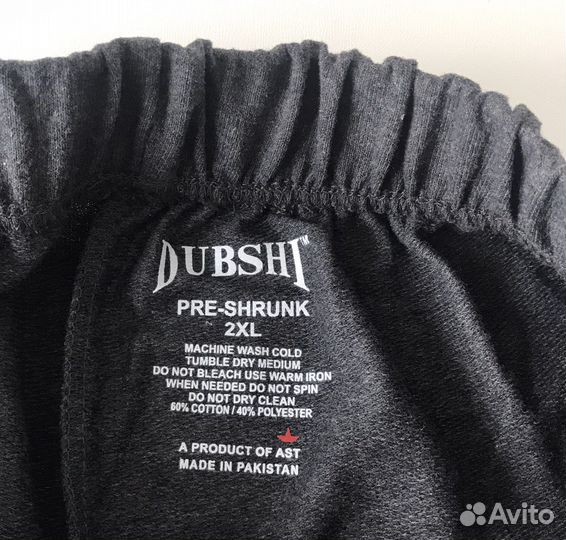 DUBSHI™
PRE-SHRUNK
2XL
MACHINE WASH COLD
TUMBLE DRY MEDIUM
DO NOT BLEACH USE WARM IRON
WHEN NEEDED DO NOT SPIN
DO NOT DRY CLEAN
60% COTTON / 40% POLYESTER
A PRODUCT OF AST
MADE IN PAKISTAN
Avito